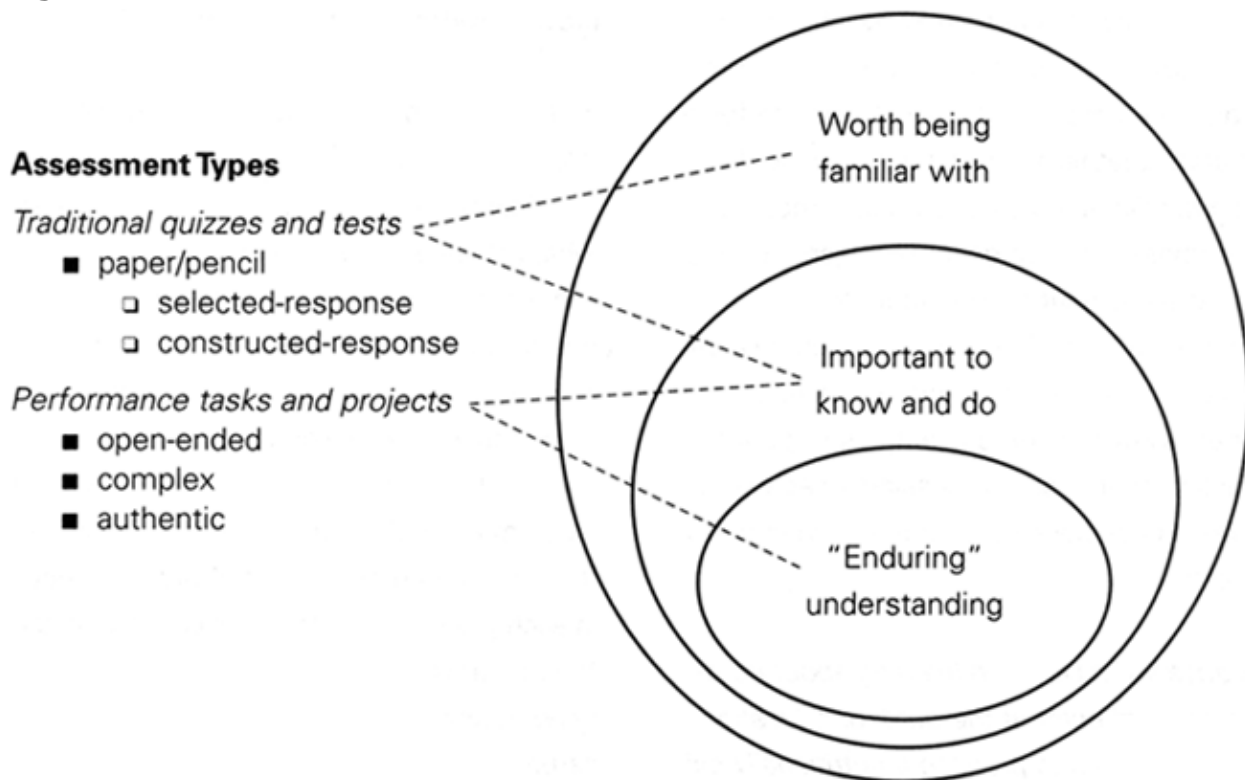 Assessment Types
Traditional quizzes and tests
■ paper/pencil
❑ selected-response
❑ constructed-response
Performance tasks and projects
■ open-ended
■ complex
■ authentic
Worth being
familiar with
Important to
know and do
“Enduring”
understanding